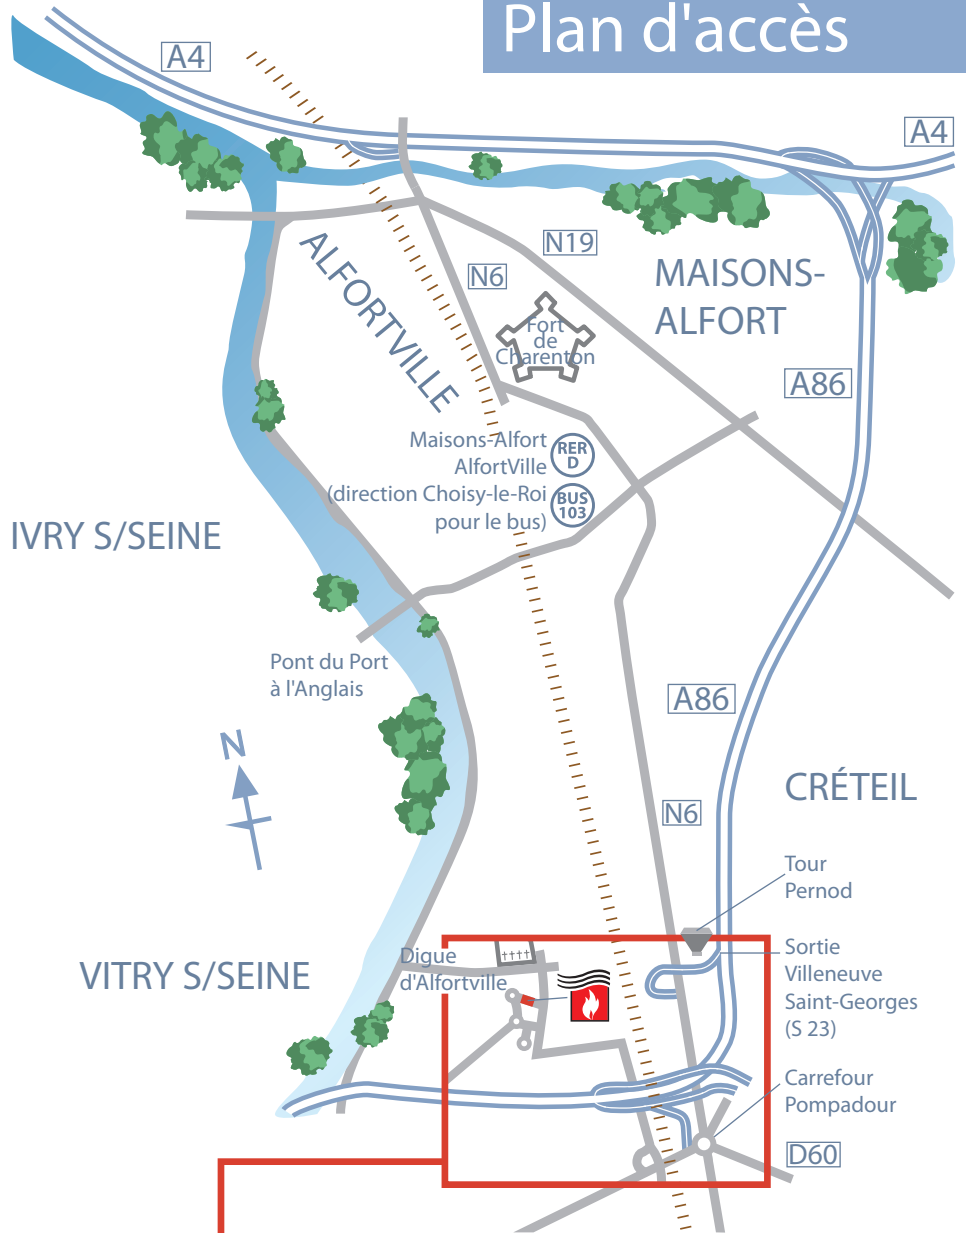 Plan d'accès
A4
A4
N19
N6
ALFORTVILLE
MAISONS-
ALFORT
Fort
de
Charenton
A86
Maisons-Alfort
AlfortVille
(direction Choisy-le-Roi
pour le bus)
RER
D
BUS
103
IVRY S/SEINE
Pont du Port
à l'Anglais
A86
N
CRÉTEIL
N6
Tour
Pernod
Digue
d'Alfortville
VITRY S/SEINE
Sortie
Villeneuve
Saint-Georges
(S 23)
Carrefour
Pompadour
D60